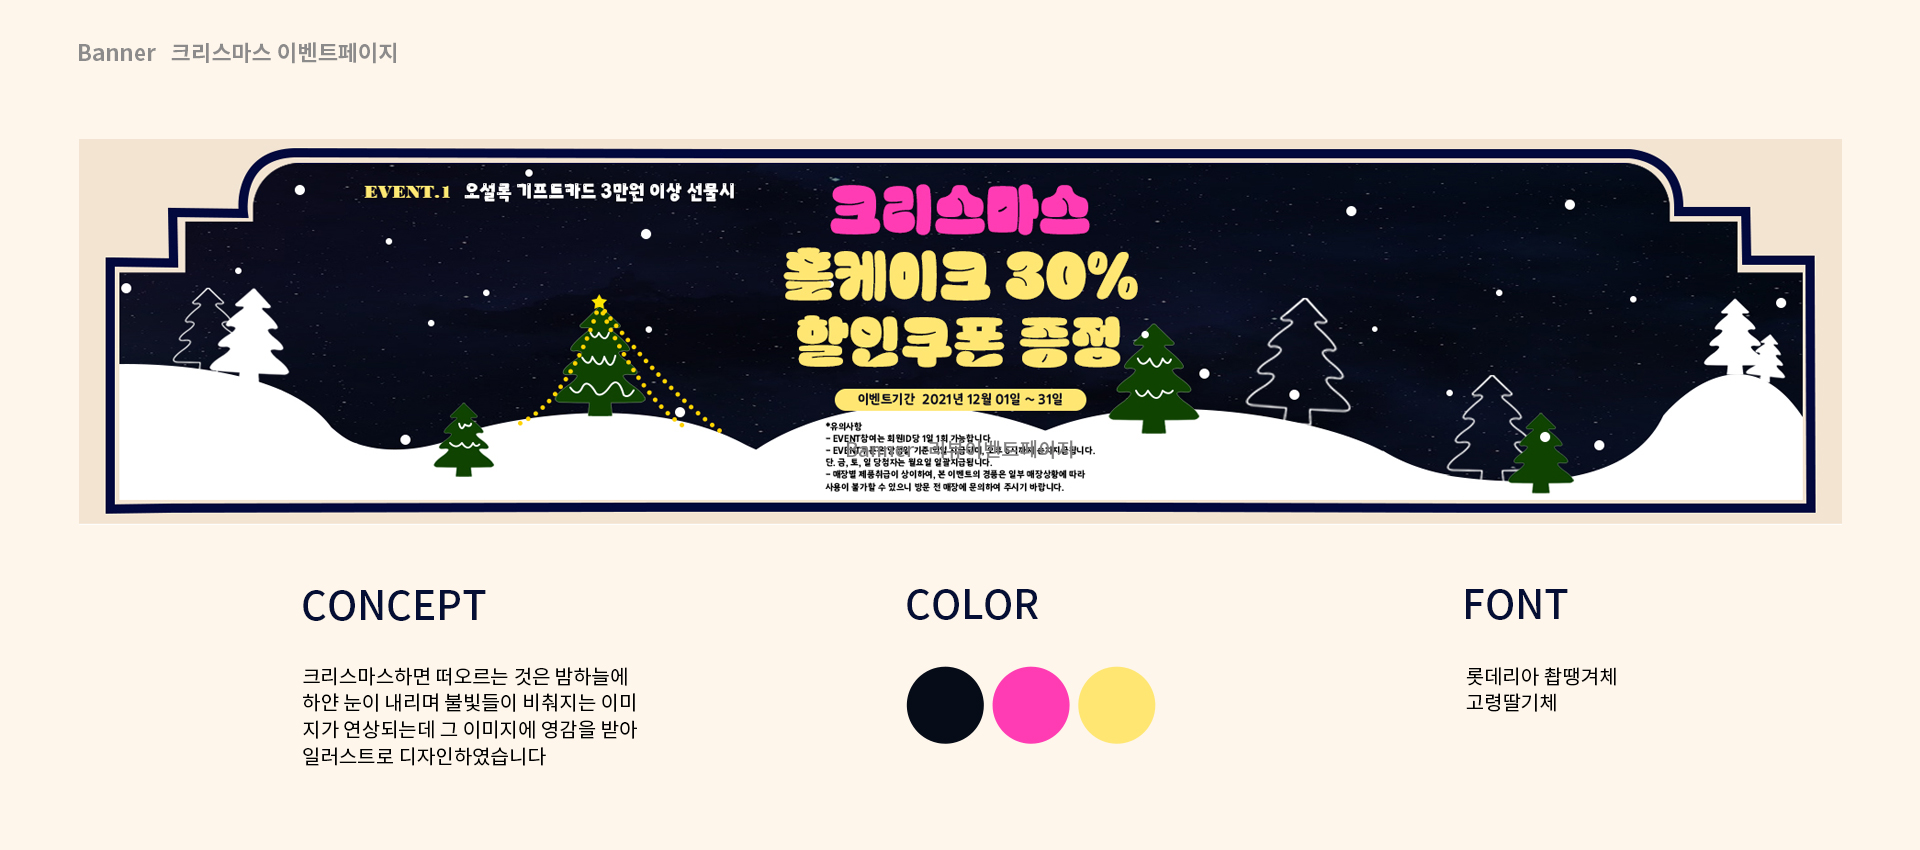 Banner 크리스마스 이벤트페이지
EVENT.1 오설록 기프트카드 3만원 이상 선물시
크리스마스
홀케이크 30%
할인쿠폰 증정
이벤트기간 2021년 12월 01일 ~ 31일
*유의사항
- EVENT참여는 회원ID당 1일 1회 가능합니다.
Banner 이벤트페이지
- EVENT
단. 금, 토, 일 당첨자는 월요일 일괄지급됩니다.
- 매장별 제품취급이 상이하여, 본 이벤트의 경품은 일부 매장상황에 따라
사용이 불가할 수 있으니 방문 전 매장에 문의하여 주시기 바랍니다.
CONCEPT
크리스마스하면 떠오르는 것은 밤하늘에
하얀 눈이 내리며 불빛들이 비춰지는 이미
지가 연상되는데 그 이미지에 영감을 받아
일러스트로 디자인하였습니다
COLOR
FONT
롯데리아 촵땡겨체
고령딸기체